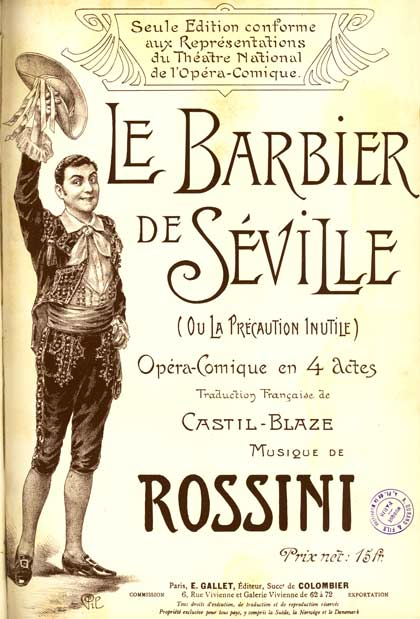 Seule Edition conforme
aux Représentations
du Théatre National
de l'Opéra-Comique.
LE BARBIER
DE SÉVILLE
(OU LA PRÉCAUTION INUTILE)
Opéra-Comique en 4 Actes
Traduction Française de
CASTIL-BLAZE
MUSIQUE DE
ROSSINI
Prix net: 15 fr.
Paris, E. GALLET, Éditeur, Succr de COLOMBIER
COMMISSION 6, Rue Vivienne et Galerie Vivienne de 62 à 72 EXPORTATION
Tous droits d'exécution, de traduction et de reproduction réservés
Propriété exclusive pour tous pays, y compris la Suède, la Norvège et le Danemark